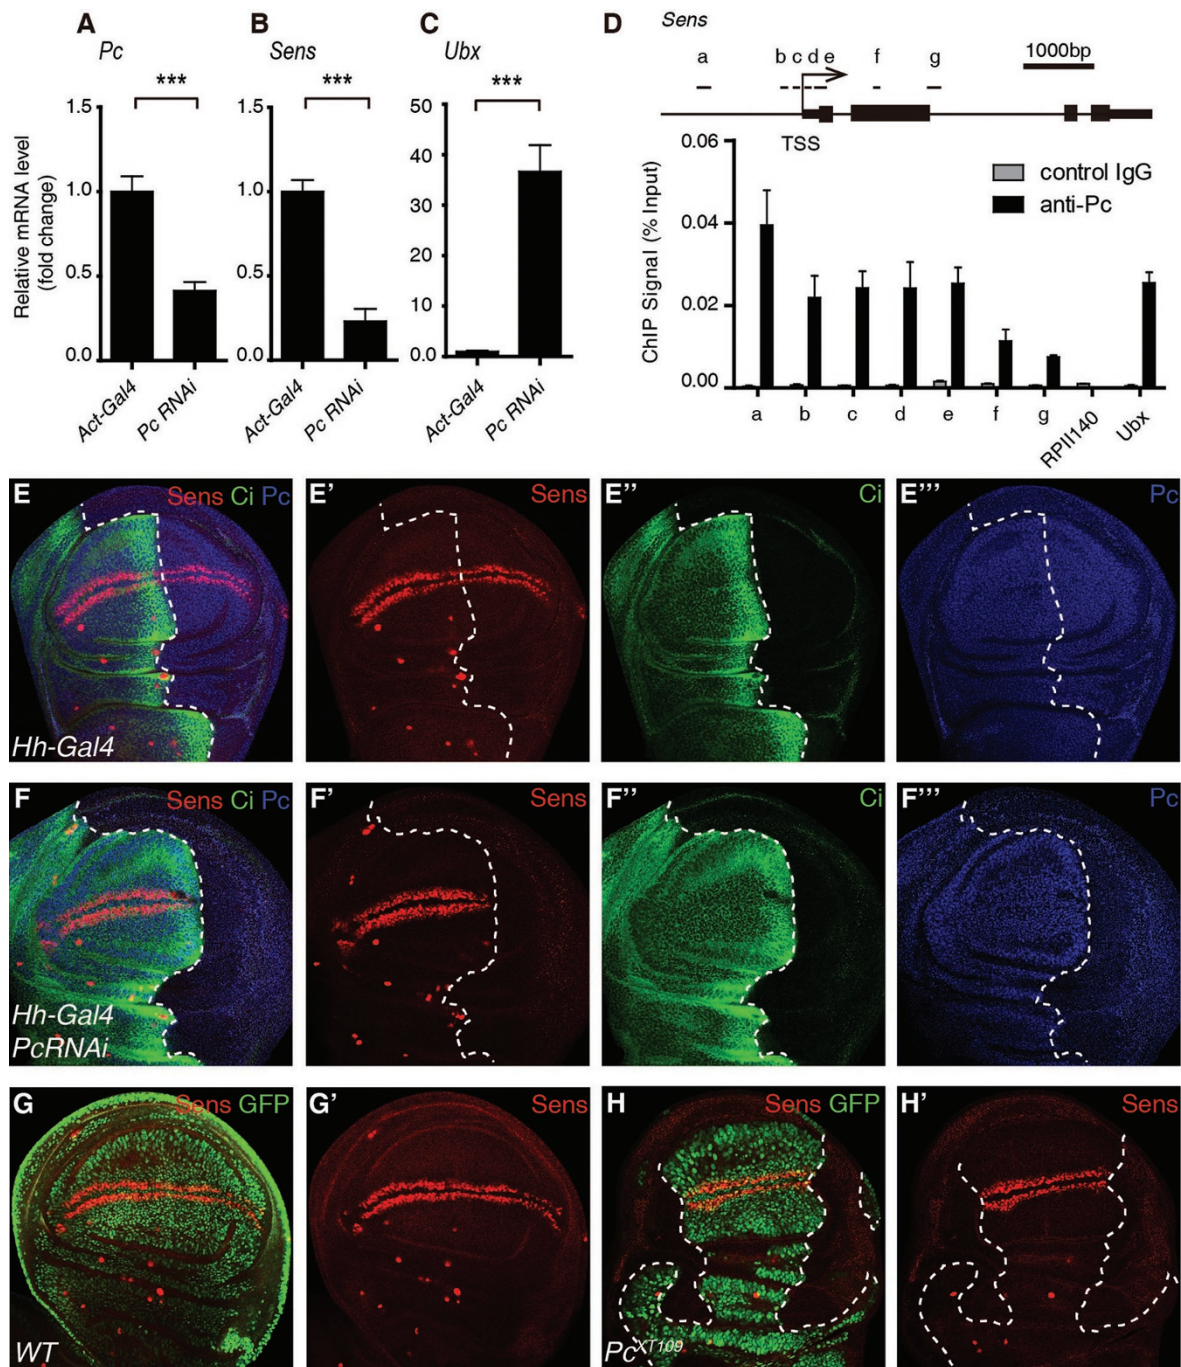 A
Pc
B
Sens
C
Ubx
D
Sens
***
***
***
Relative mRNA level
(fold change)
1.5
1.0
0.5
0.0
1.5
1.0
0.5
0.0
50
40
30
20
10
0.0
Act-Gal4
Pc RNAi
Act-Gal4
Pc RNAi
Act-Gal4
Pc RNAi
1000bp
a
b c d e
f
g
TSS
ChIP Signal (% Input)
0.06
0.04
0.02
0.00
control IgG
anti-Pc
a
b
c
d
e
f
g
RPII140
Ubx
E
Sens Ci Pc
Hh-Gal4
E'
Sens
E''
Ci
E'''
Pc
F
Sens Ci Pc
Hh-Gal4
PcRNAi
F'
Sens
F''
Ci
F'''
Pc
G
Sens GFP
WT
G'
Sens
H
Sens GFP
PcXT109
H'
Sens